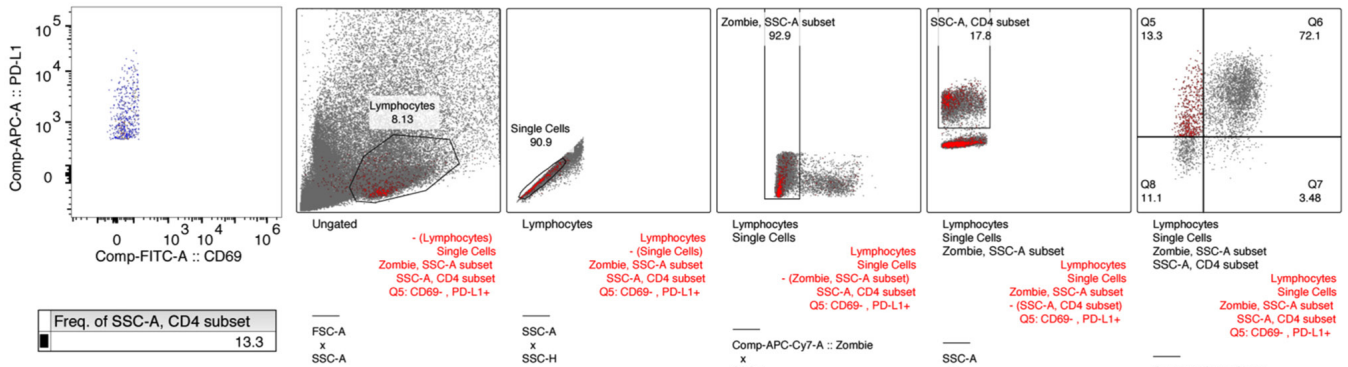 Comp-APC-A :: PD-L1
10^5
10^4
10^3
0
0
10^3
10^4
10^5
10^6
Comp-FITC-A :: CD69
Freq. of SSC-A, CD4 subset
13.3
Lymphocytes
8.13
Ungated
- (Lymphocytes)
Single Cells
Zombie, SSC-A subset
SSC-A, CD4 subset
Q5: CD69- , PD-L1+
FSC-A
x
SSC-A
Single Cells
90.9
Lymphocytes
Lymphocytes
- (Single Cells)
Zombie, SSC-A subset
SSC-A, CD4 subset
Q5: CD69- , PD-L1+
SSC-A
x
SSC-H
Zombie, SSC-A subset
92.9
Lymphocytes
Single Cells
Lymphocytes
Single Cells
- (Zombie, SSC-A subset)
SSC-A, CD4 subset
Q5: CD69- , PD-L1+
Comp-APC-Cy7-A :: Zombie
x
SSC-A, CD4 subset
17.8
Lymphocytes
Single Cells
Zombie, SSC-A subset
Lymphocytes
Single Cells
Zombie, SSC-A subset
- (SSC-A, CD4 subset)
Q5: CD69- , PD-L1+
SSC-A
Q5
13.3
Q6
72.1
Q8
11.1
Q7
3.48
Lymphocytes
Single Cells
Zombie, SSC-A subset
SSC-A, CD4 subset
Lymphocytes
Single Cells
Zombie, SSC-A subset
SSC-A, CD4 subset
Q5: CD69- , PD-L1+